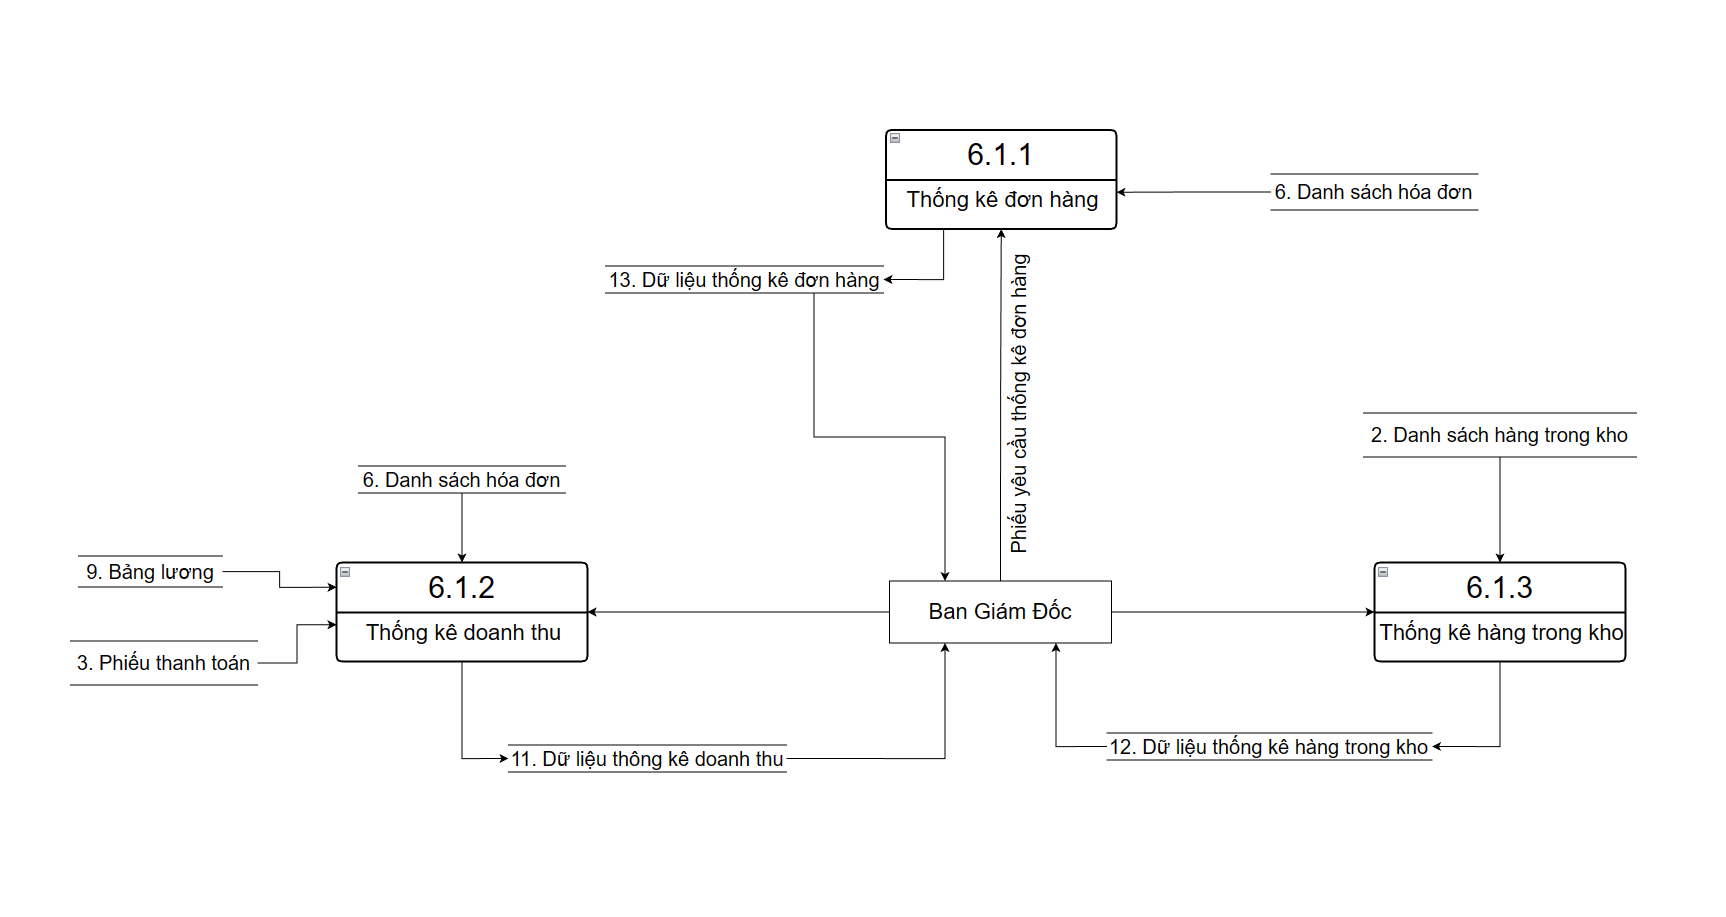 6.1.1
Thống kê đơn hàng
6. Danh sách hóa đơn
13. Dữ liệu thống kê đơn hàng
Phiếu yêu cầu thống kê đơn hàng
2. Danh sách hàng trong kho
6. Danh sách hóa đơn
9. Bảng lương
6.1.2
Thống kê doanh thu
3. Phiếu thanh toán
Ban Giám Đốc
6.1.3
Thống kê hàng trong kho
11. Dữ liệu thông kê doanh thu
12. Dữ liệu thống kê hàng trong kho